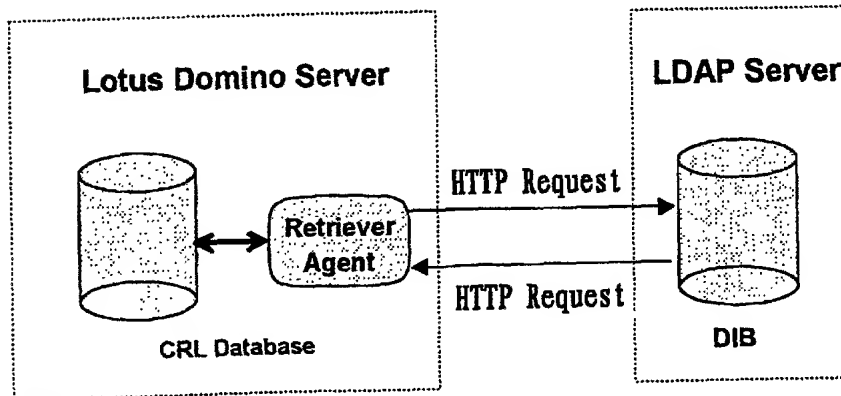 Lotus Domino Server
LDAP Server
HTTP Request
Retriever
Agent
HTTP Request
CRL Database
DIB